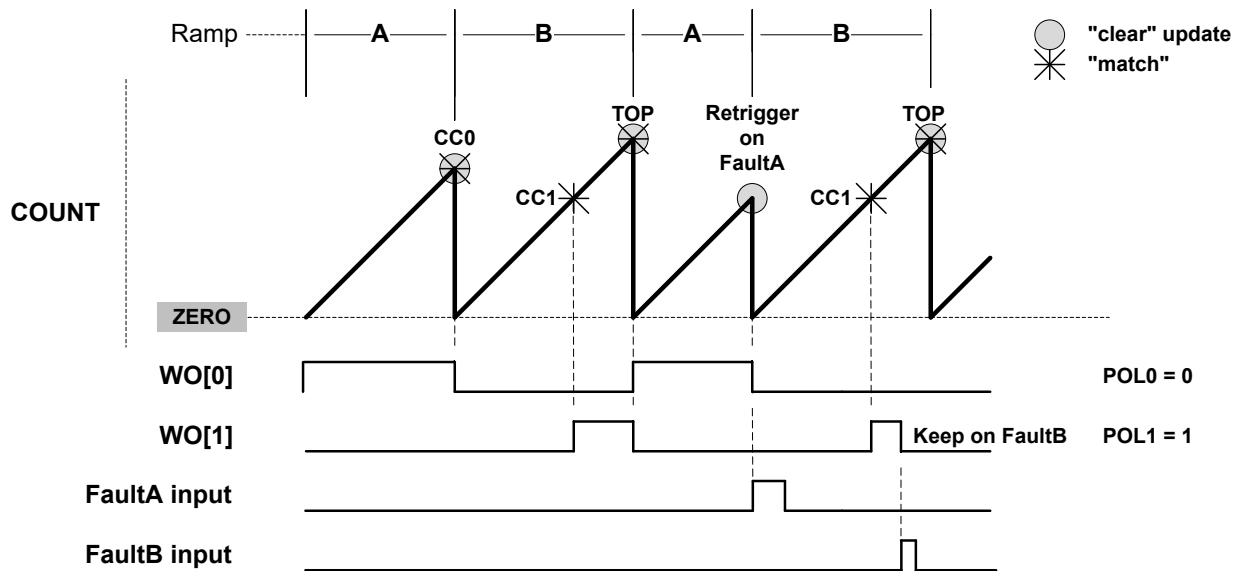 Ramp A B A B
"clear" update
"match"
CC0 TOP Retrigger TOP
on
FaultA
COUNT CC1 CC1
ZERO
WO[0] POL0 = 0
WO[1] Keep on FaultB POL1 = 1
FaultA input
FaultB input